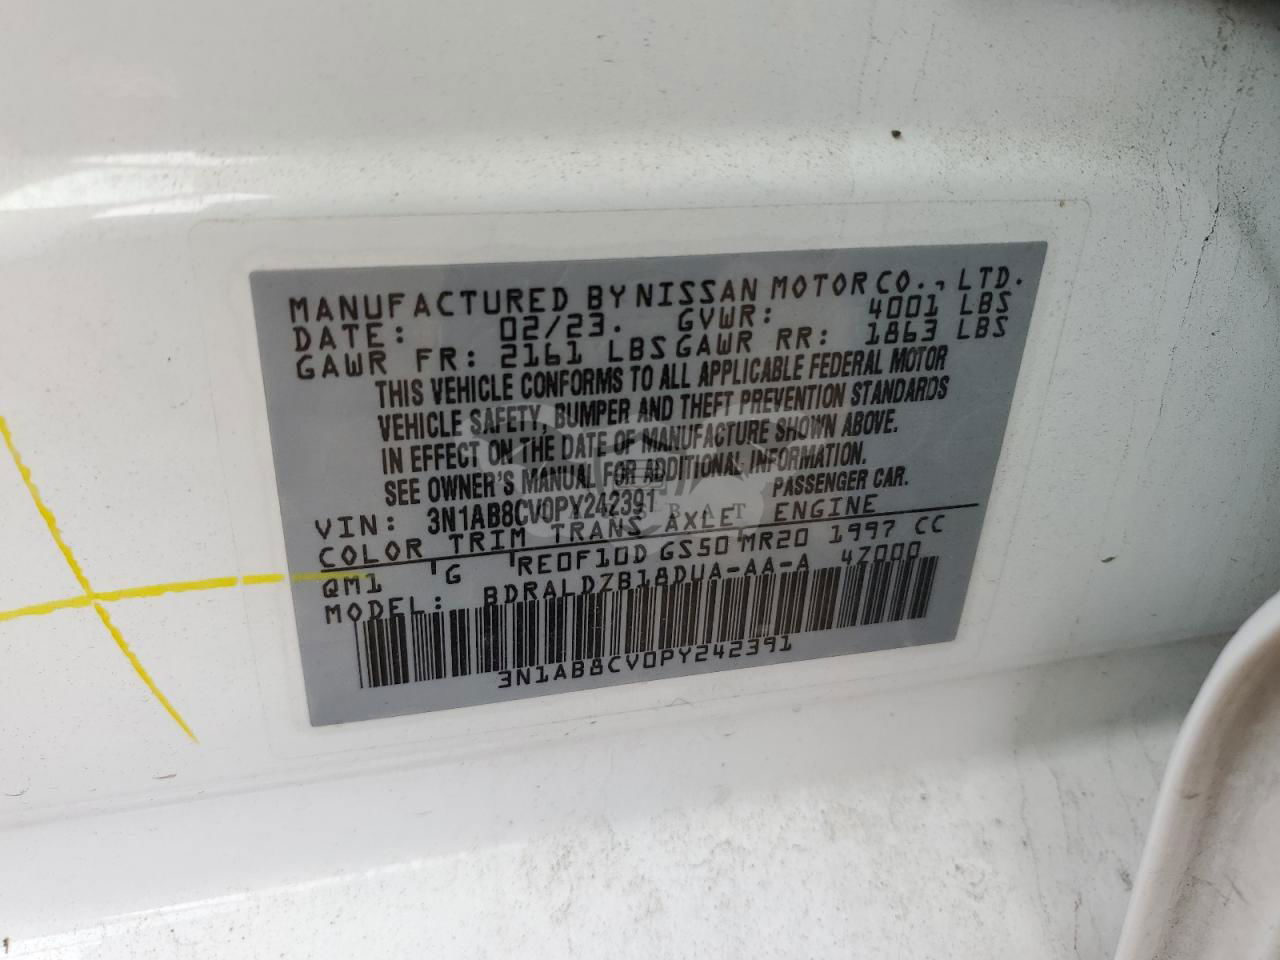 MANUFACTURED BY NISSAN MOTOR CO., LTD.
DATE: 02/23. GVWR: 4001 LBS
GAWR FR: 2161 LBS GAWR RR: 1863 LBS
THIS VEHICLE CONFORMS TO ALL APPLICABLE FEDERAL MOTOR
VEHICLE SAFETY, BUMPER AND THEFT PREVENTION STANDARDS
IN EFFECT ON THE DATE OF MANUFACTURE SHOWN ABOVE.
SEE OWNER'S MANUAL FOR ADDITIONAL INFORMATION.
VIN: 3N1AB8CV0PY242391 PASSENGER CAR.
COLOR TRIM TRANS AXLE ENGINE
QM1 G RE0F10D GS50 MR20 1997 CC
MODEL: BDRALDZB18DUA-AA-A 4Z000
3N1AB8CV0PY242391